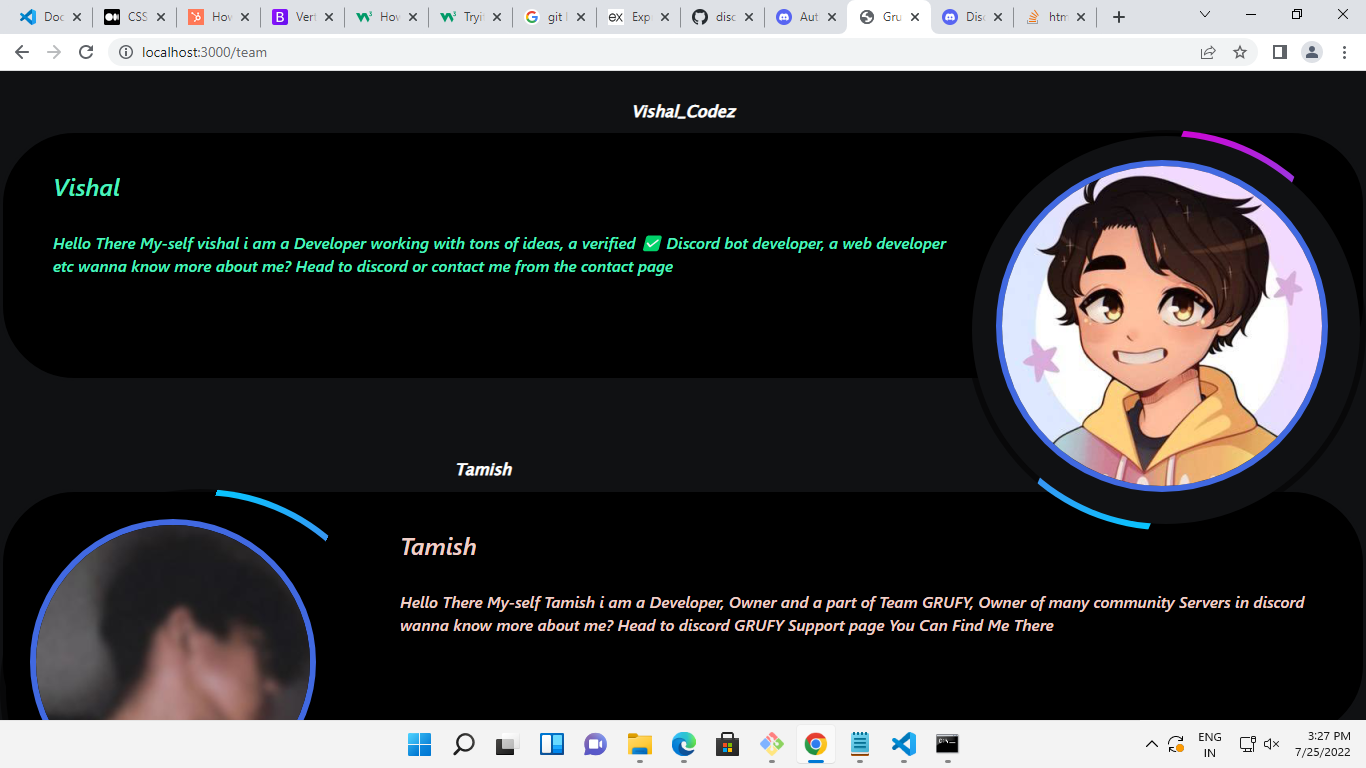 Doc
CSS
How
Vert
How
Tryi
git
Exp
disc
Aut
Gru
Disc
htm
localhost:3000/team
Vishal_Codez
Vishal
Hello There My-self vishal i am a Developer working with tons of ideas, a verified ✅ Discord bot developer, a web developer
etc wanna know more about me? Head to discord or contact me from the contact page
Tamish
Tamish
Hello There My-self Tamish i am a Developer, Owner and a part of Team GRUFY, Owner of many community Servers in discord
wanna know more about me? Head to discord GRUFY Support page You Can Find Me There
ENG
IN
3:27 PM
7/25/2022